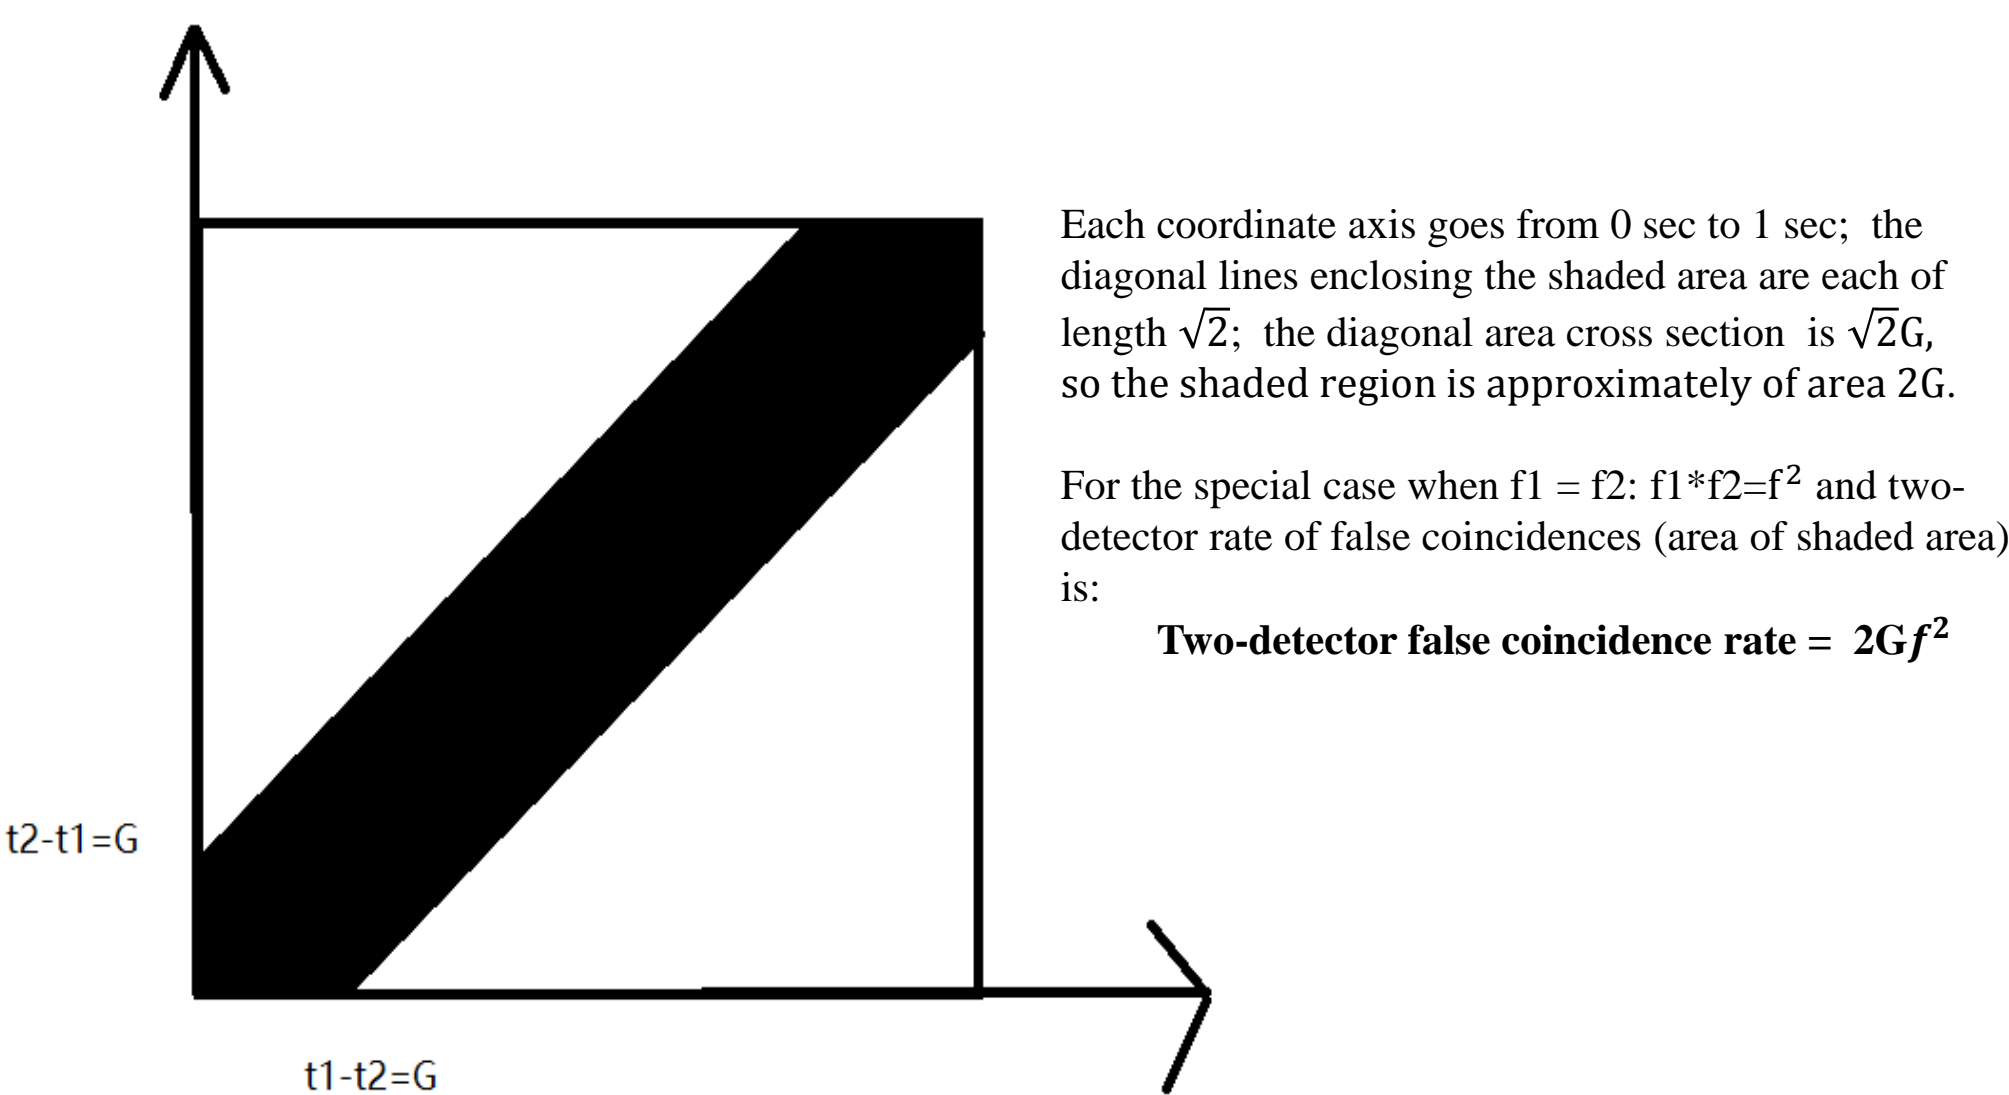 Each coordinate axis goes from 0 sec to 1 sec;  the
diagonal lines enclosing the shaded area are each of
length √2;  the diagonal area cross section  is √2G,
so the shaded region is approximately of area 2G.
For the special case when f1 = f2: f1*f2=f² and two-
detector rate of false coincidences (area of shaded area)
is:
Two-detector false coincidence rate =  2Gf²
t2-t1=G
t1-t2=G